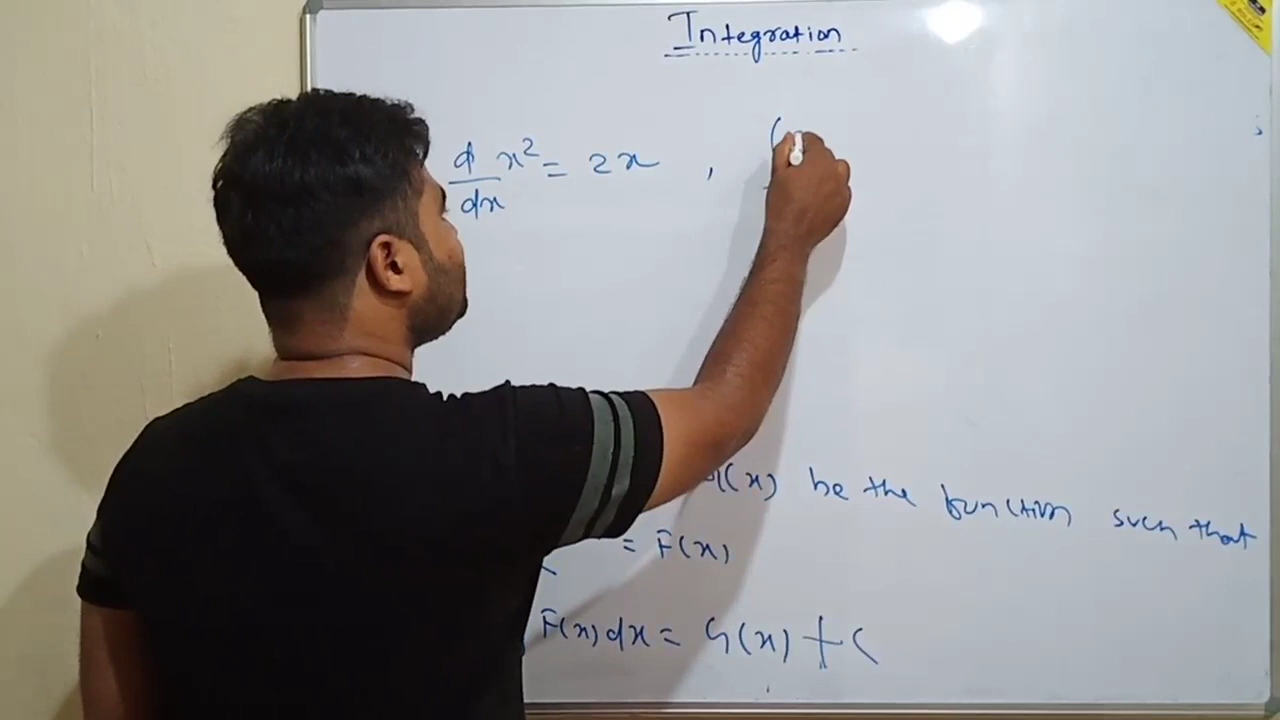 Integration
d/dx x² = 2x ,
G(x) be the function such that
= F(x)
F(x)dx = G(x) + C